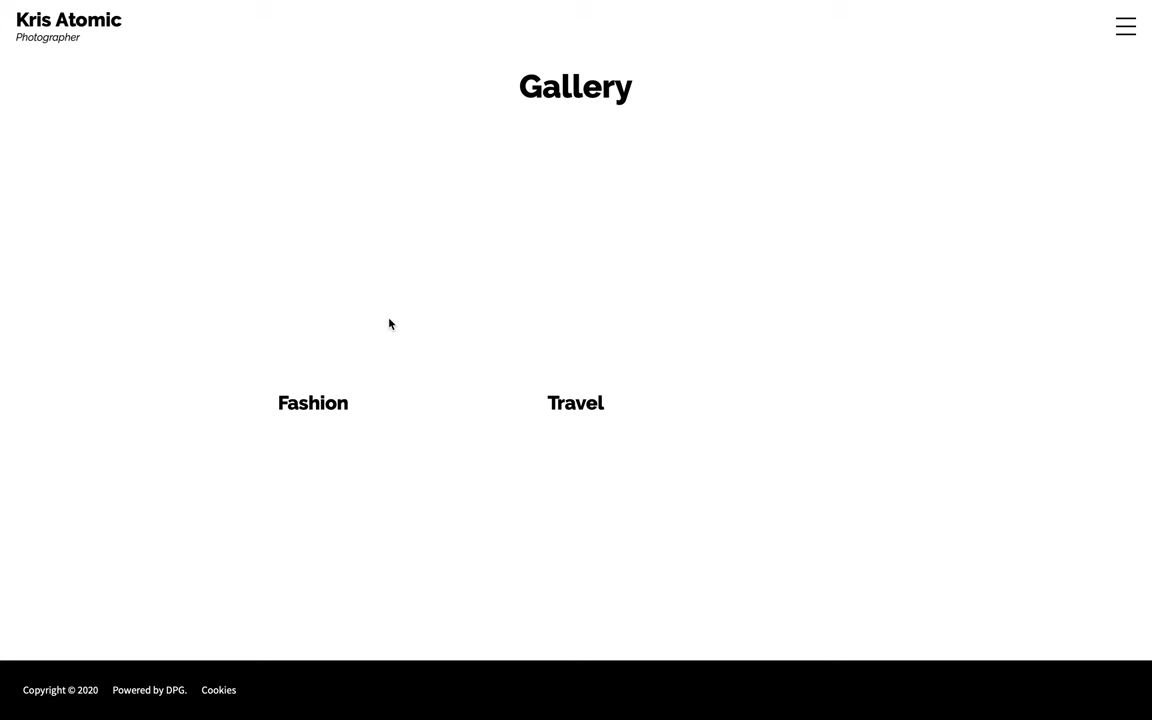 Kris Atomic
Photographer
Gallery
Fashion
Travel
Copyright © 2020
Powered by DPG.
Cookies